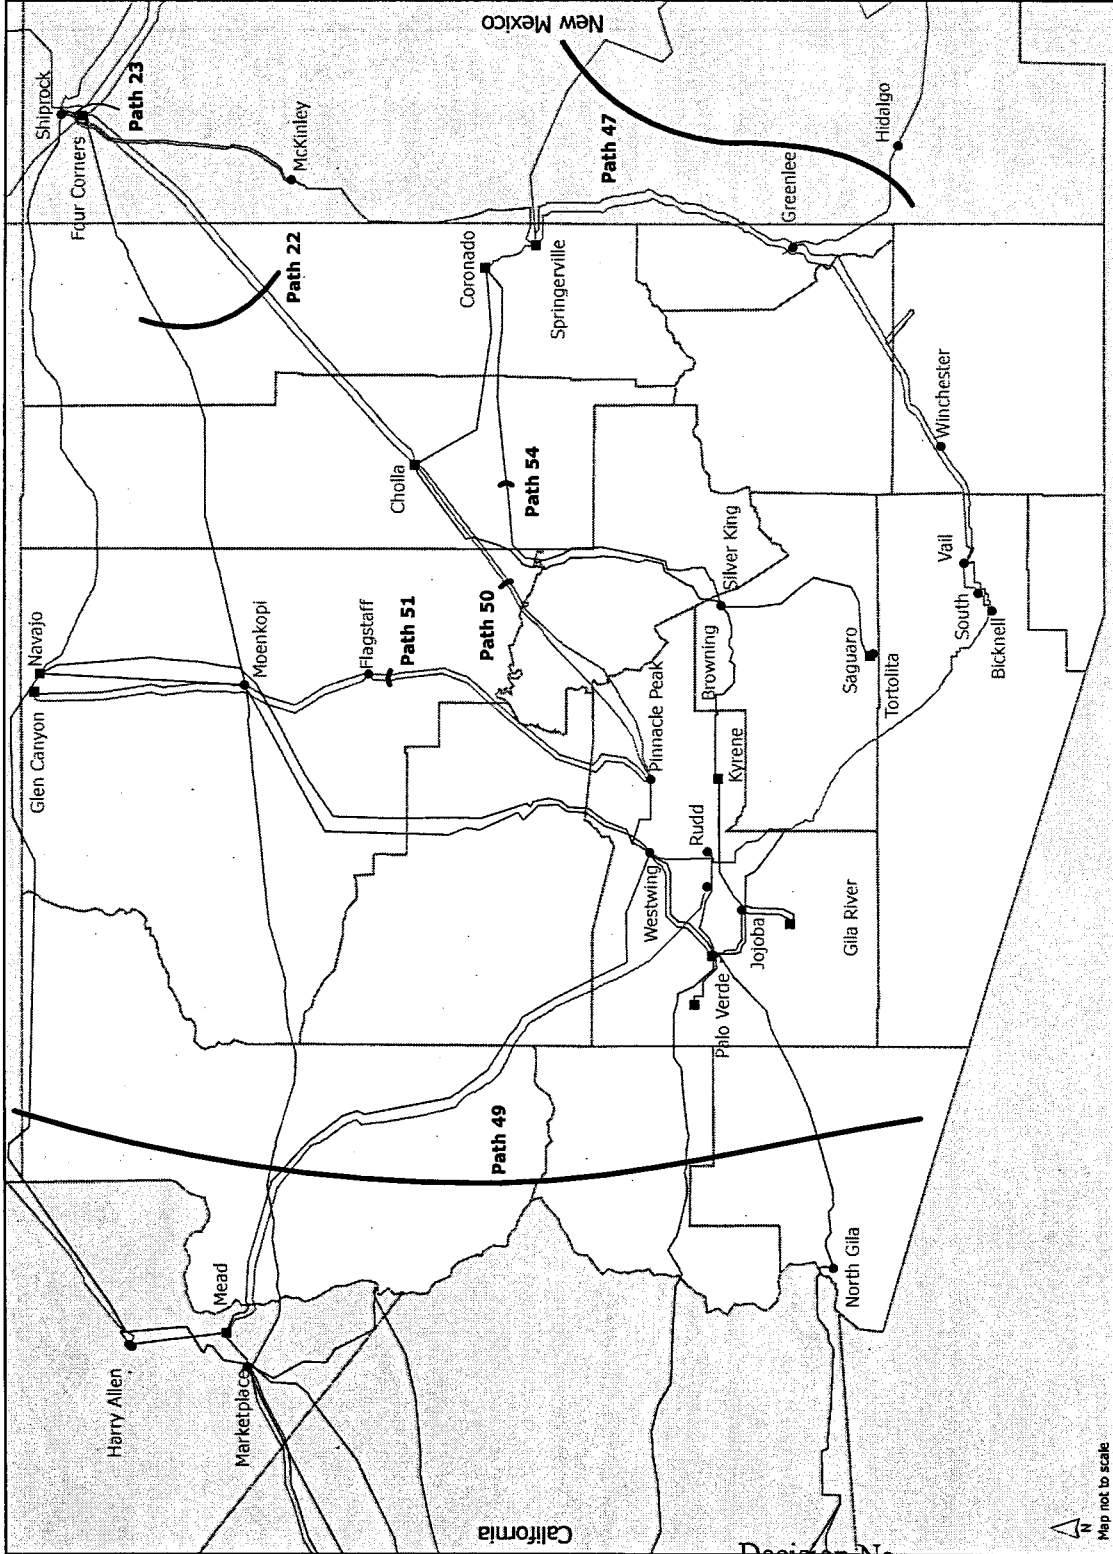 Harry Allen
Mead
Marketplace
Glen Canyon
Navajo
Moenkopi
Flagstaff
Path 51
Path 49
Path 50
Path 22
Path 23
Shiprock
Four Corners
McKinley
New Mexico
California
Cholla
Path 54
Coronado
Springerville
Path 47
Pinnacle Peak
Westwing
Rudd
Kyrene
Browning
Silver King
Palo Verde
Jojoba
Gila River
Saguaro
Tortolita
North Gila
Greenlee
Hidalgo
Winchester
Vail
South
Bicknell
N
Map not to scale
Decision No.